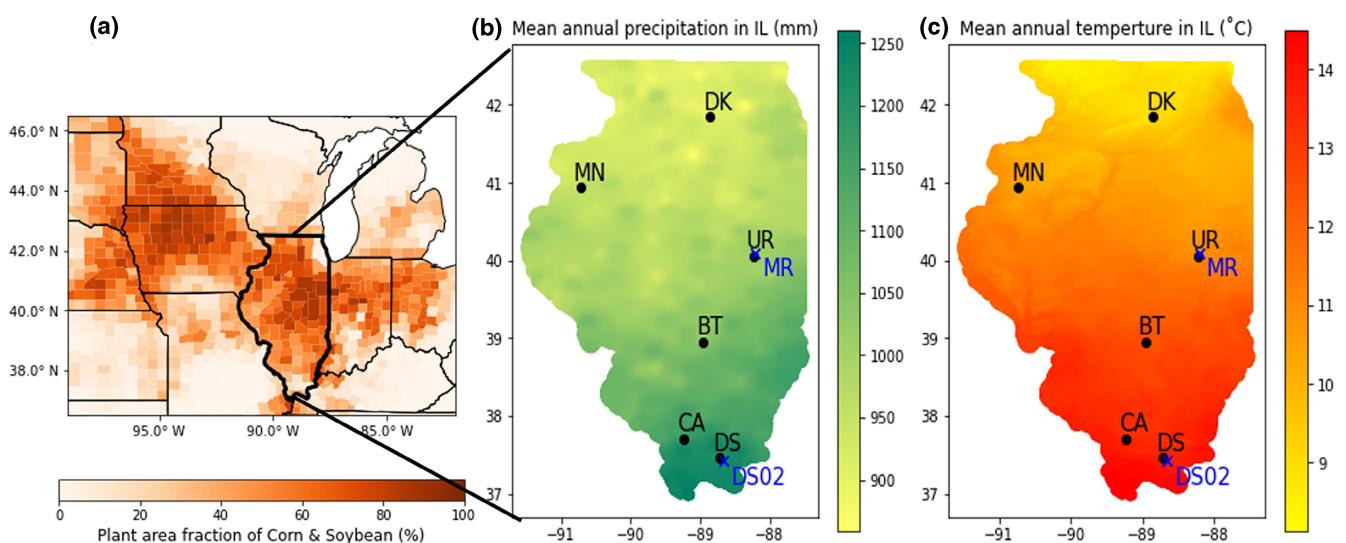 (a)
46.0° N
44.0° N
42.0° N
40.0° N
38.0° N
95.0° W
90.0° W
85.0° W
0
20
40
60
80
100
Plant area fraction of Corn & Soybean (%)
(b)
Mean annual precipitation in IL (mm)
42
41
40
39
38
37
DK
MN
UR
MR
BT
CA
DS
DS02
−91
−90
−89
−88
1250
1200
1150
1100
1050
1000
950
900
(c)
Mean annual temperture in IL (˚C)
42
41
40
39
38
37
DK
MN
UR
MR
BT
CA
DS
DS02
−91
−90
−89
−88
14
13
12
11
10
9